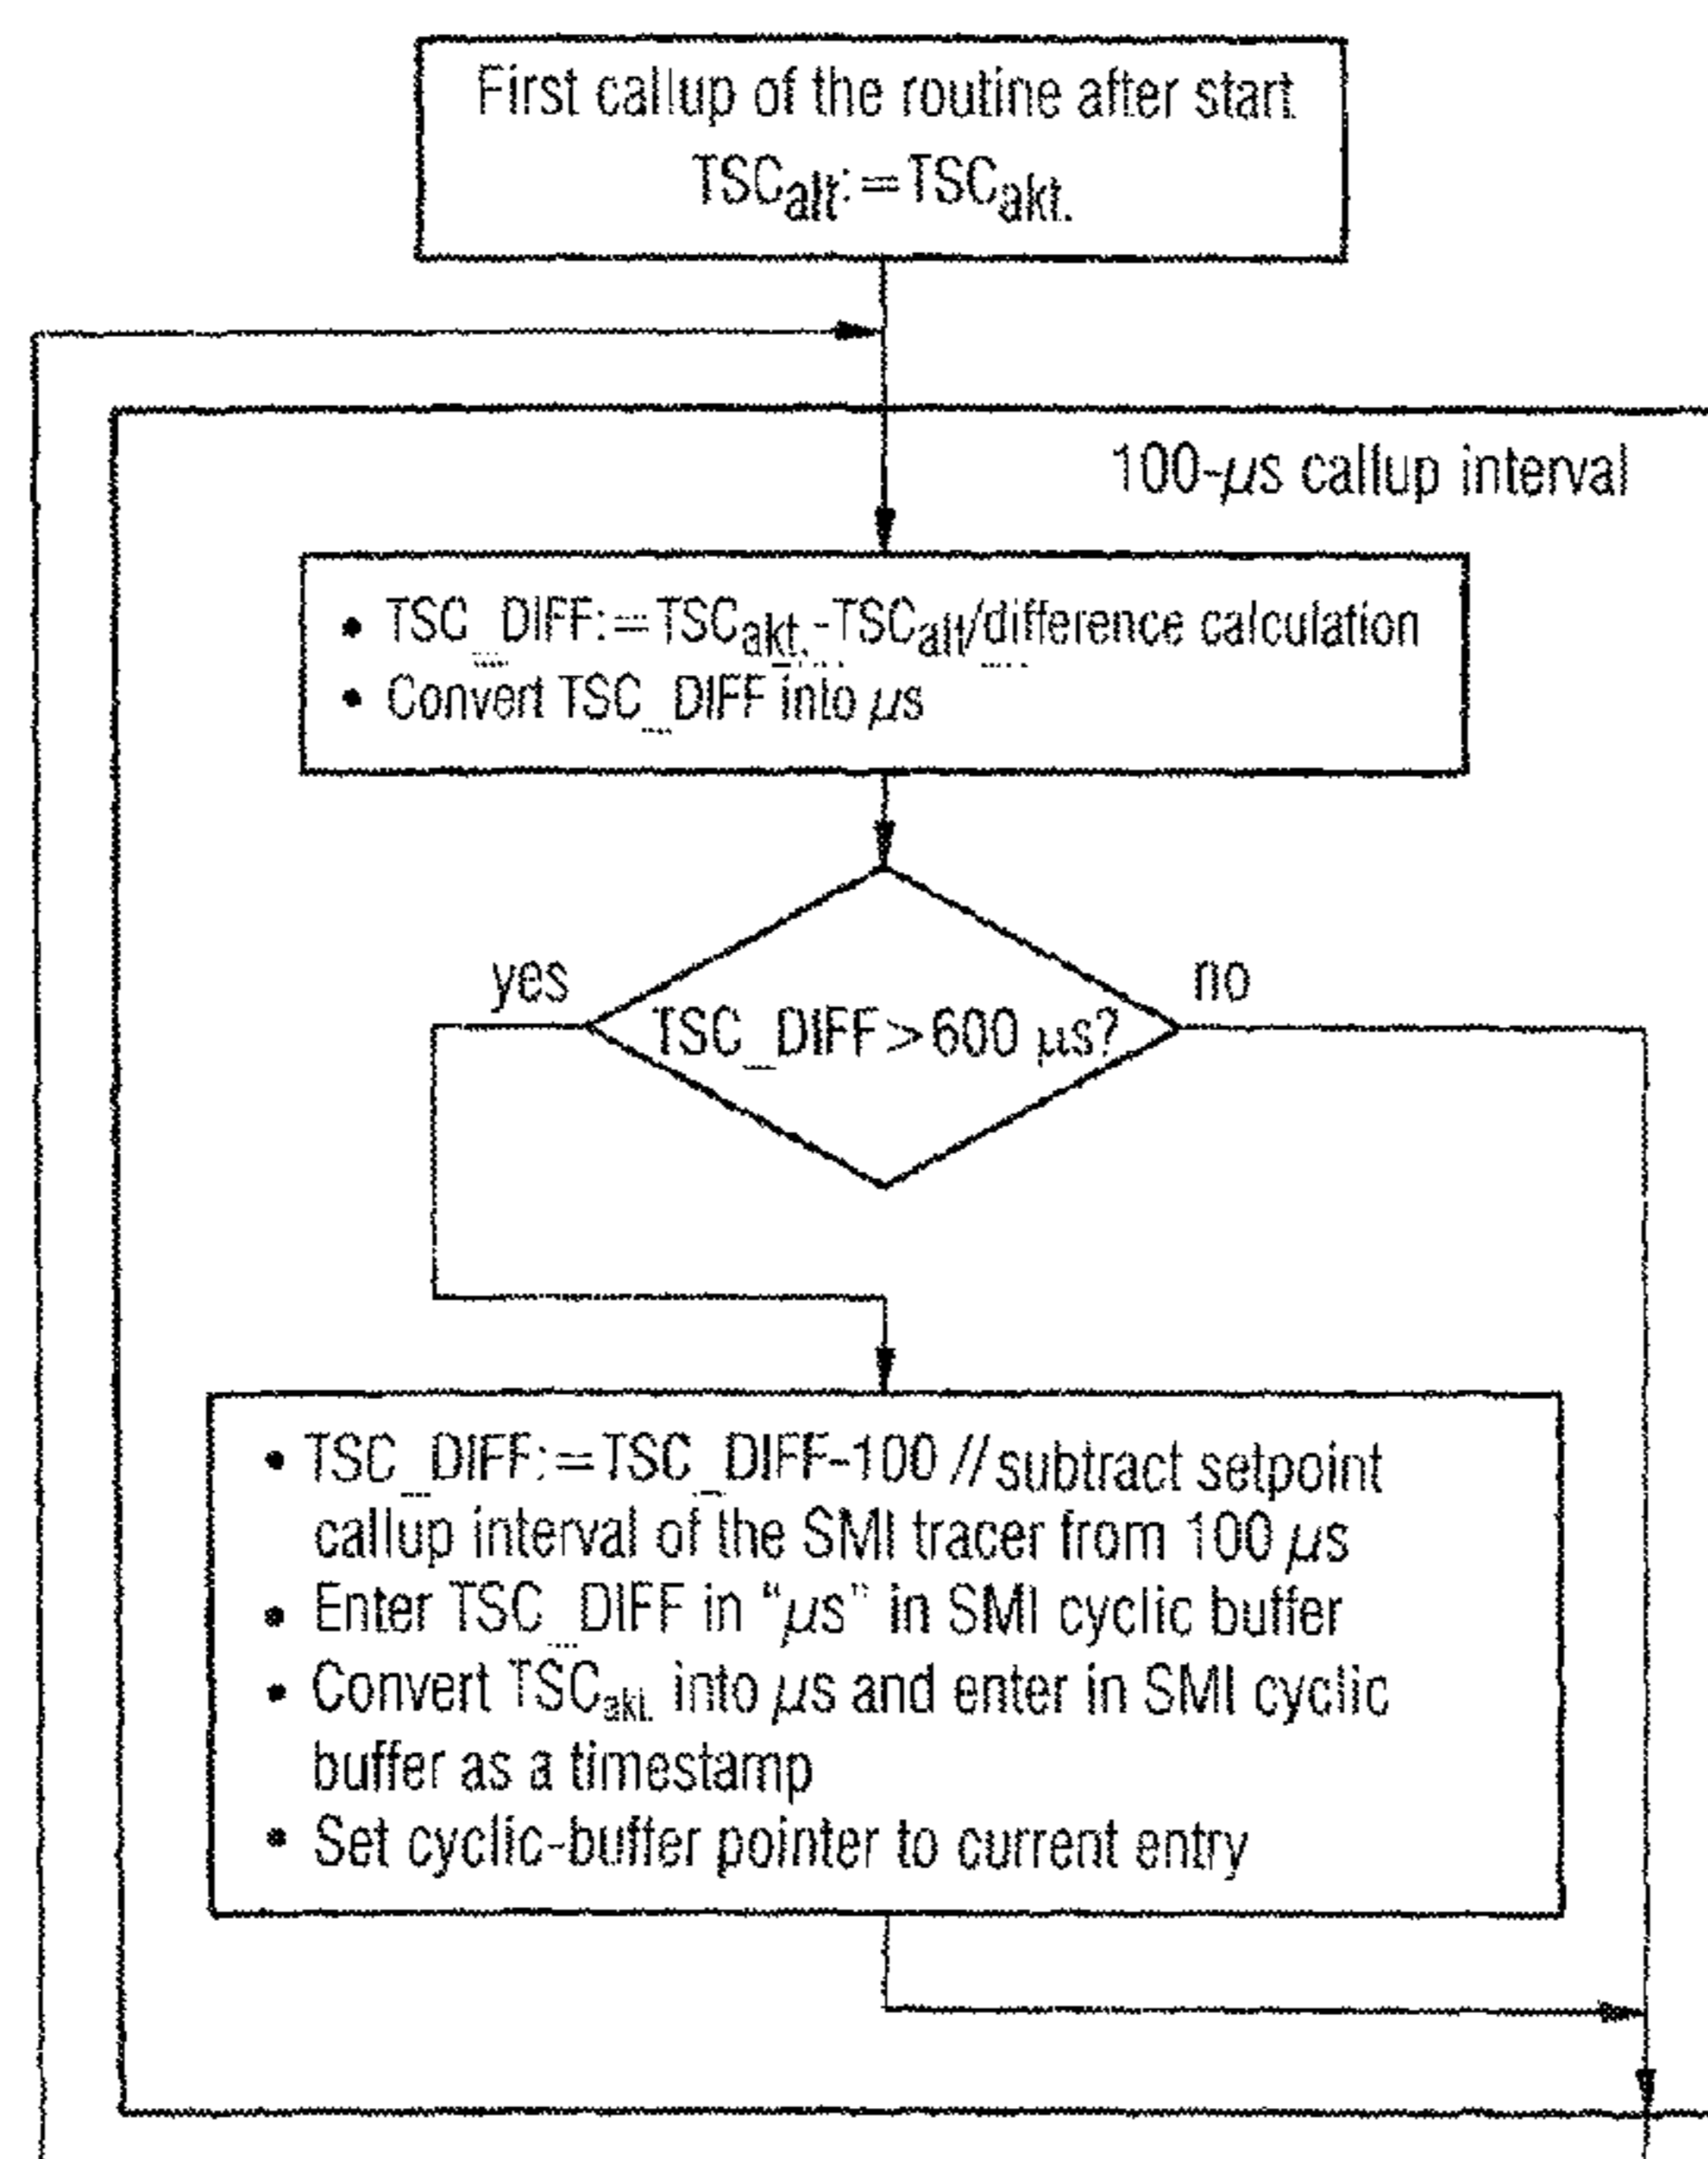 First callup of the routine after start
TSCalt:=TSCakt.
100-µs callup interval
• TSC_DIFF:=TSCakt.-TSCalt/difference calculation
• Convert TSC_DIFF into µs
yes
no
TSC_DIFF>600 µs?
• TSC_DIFF:=TSC_DIFF-100 //subtract setpoint
callup interval of the SMI tracer from 100 µs
• Enter TSC_DIFF in “µs” in SMI cyclic buffer
• Convert TSCakt. into µs and enter in SMI cyclic
buffer as a timestamp
• Set cyclic-buffer pointer to current entry